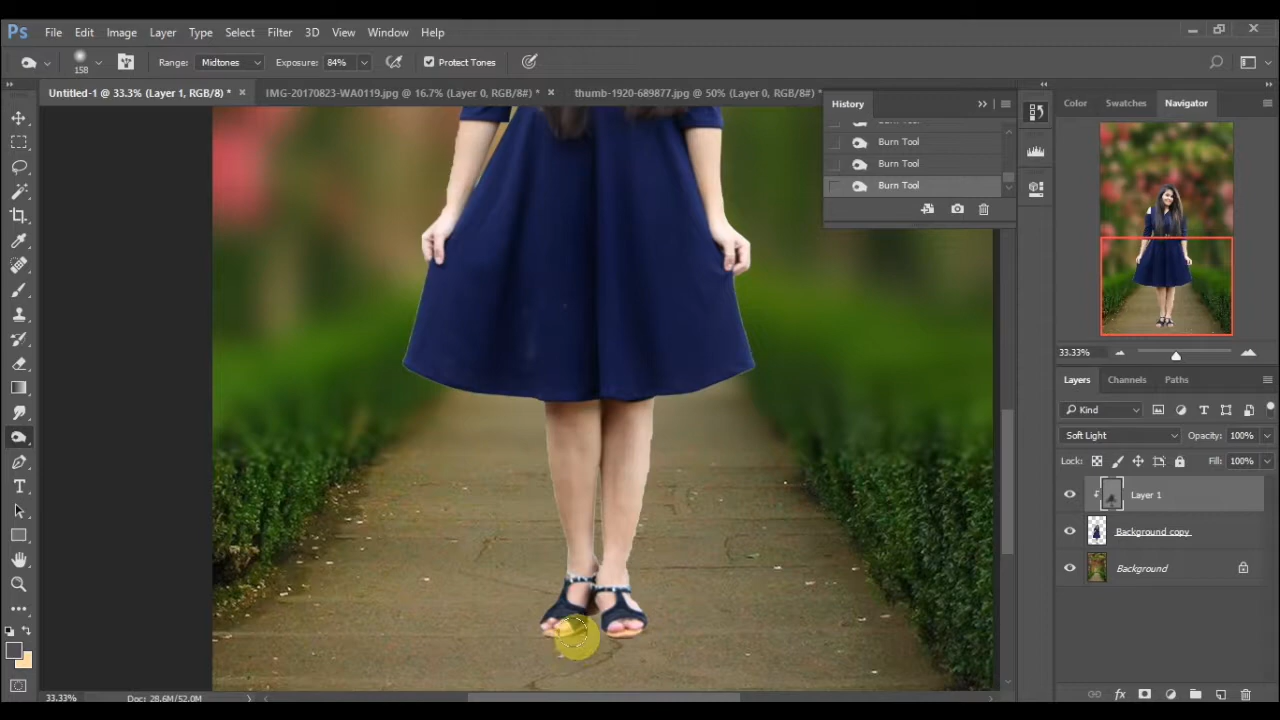 Ps File Edit Image Layer Type Select Filter 3D View Window Help
158 Range: Midtones Exposure: 84% Protect Tones
Untitled-1 @ 33.3% (Layer 1, RGB/8) * IMG-20170823-WA0119.jpg @ 16.7% (Layer 0, RGB/8#) * thumb-1920-689877.jpg @ 50% (Layer 0, RGB/8#) *
History
Burn Tool
Burn Tool
Burn Tool
Color Swatches Navigator
33.33%
Layers Channels Paths
Kind
Soft Light Opacity: 100%
Lock: Fill: 100%
Layer 1
Background copy
Background
33.33% Doc: 28.6M/52.0M